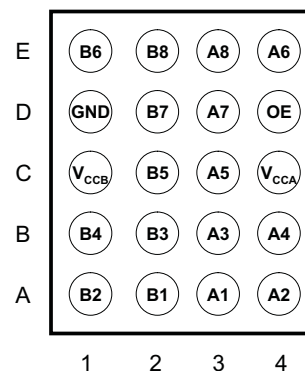 E B6 B8 A8 A6
D GND B7 A7 OE
C VCCB B5 A5 VCCA
B B4 B3 A3 A4
A B2 B1 A1 A2
1 2 3 4